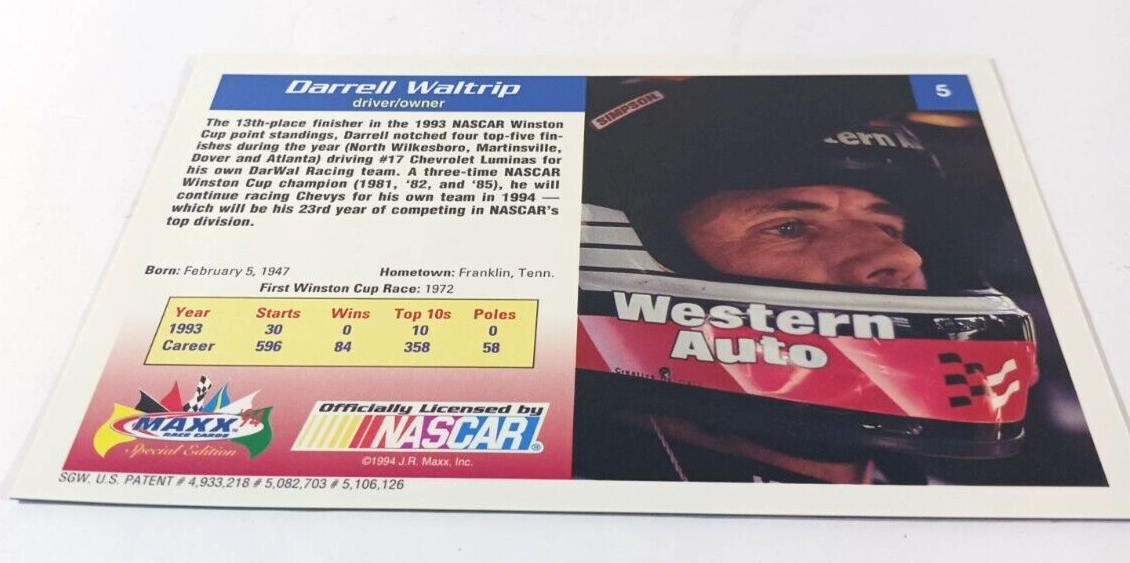 Darrell Waltrip
driver/owner
5
The 13th-place finisher in the 1993 NASCAR Winston
Cup point standings, Darrell notched four top-five fin-
ishes during the year (North Wilkesboro, Martinsville,
Dover and Atlanta) driving #17 Chevrolet Luminas for
his own DarWal Racing team. A three-time NASCAR
Winston Cup champion (1981, '82, and '85), he will
continue racing Chevys for his own team in 1994 —
which will be his 23rd year of competing in NASCAR's
top division.
Born: February 5, 1947 Hometown: Franklin, Tenn.
First Winston Cup Race: 1972
Year Starts Wins Top 10s Poles
1993 30 0 10 0
Career 596 84 358 58
MAXX '94
RACE CARDS
Special Edition
Officially Licensed by
NASCAR®
©1994 J.R. Maxx, Inc.
SGW, U.S. PATENT # 4,933,218 # 5,082,703 # 5,106,126
SIMPSON
Western
Auto